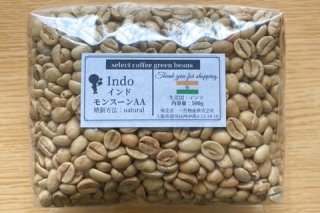 select coffee green beans
Indo
インド
モンスーンAA
精製方法：natural
Thank you for shopping.
生産国：インド
内容量：500g